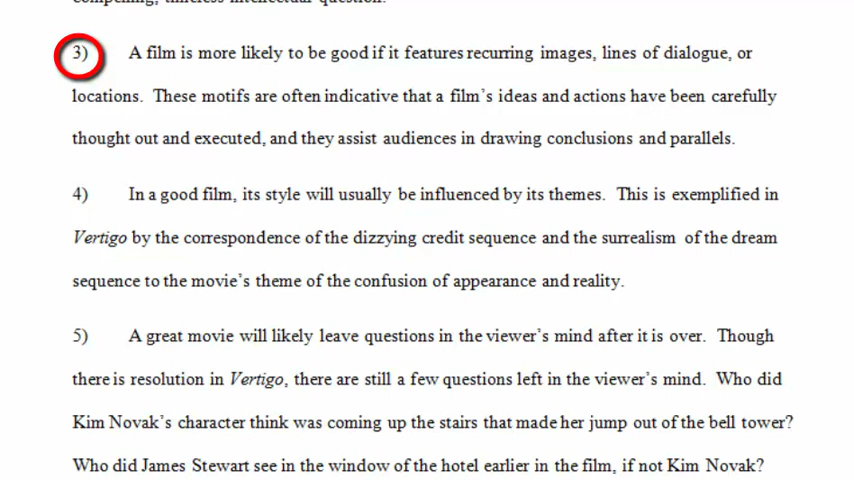 compelling, timeless intellectual question.
3) A film is more likely to be good if it features recurring images, lines of dialogue, or
locations. These motifs are often indicative that a film's ideas and actions have been carefully
thought out and executed, and they assist audiences in drawing conclusions and parallels.
4) In a good film, its style will usually be influenced by its themes. This is exemplified in
Vertigo by the correspondence of the dizzying credit sequence and the surrealism of the dream
sequence to the movie's theme of the confusion of appearance and reality.
5) A great movie will likely leave questions in the viewer's mind after it is over. Though
there is resolution in Vertigo, there are still a few questions left in the viewer's mind. Who did
Kim Novak's character think was coming up the stairs that made her jump out of the bell tower?
Who did James Stewart see in the window of the hotel earlier in the film, if not Kim Novak?